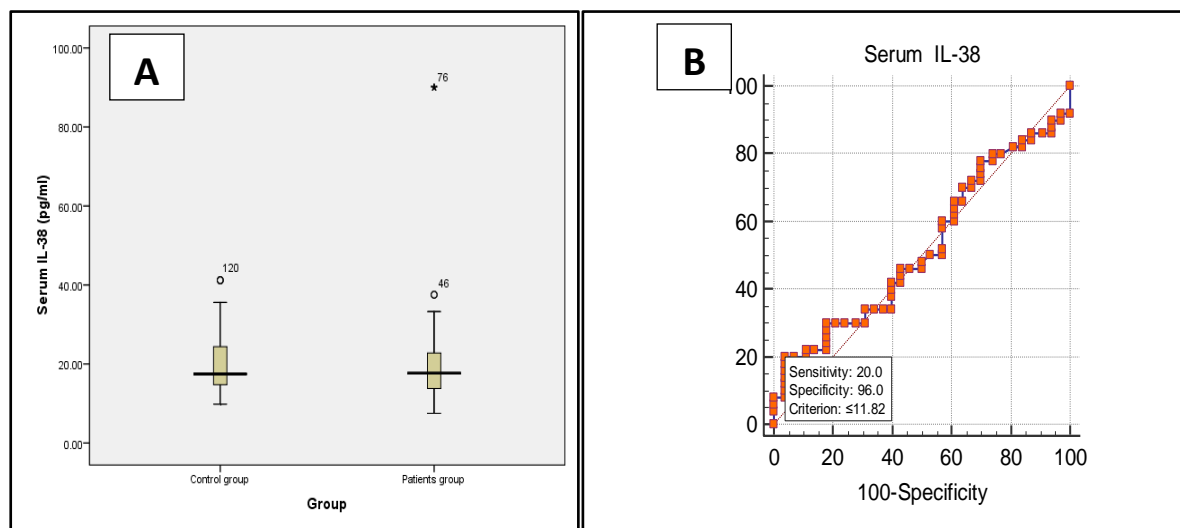 A
100.00
80.00
60.00
40.00
20.00
0.00
Serum IL-38 (pg/ml)
76
120
46
Control group
Patients group
Group
B
Serum IL-38
00
80
60
40
20
0
Sensitivity: 20.0
Specificity: 96.0
Criterion: ≤11.82
0 20 40 60 80 100
100-Specificity